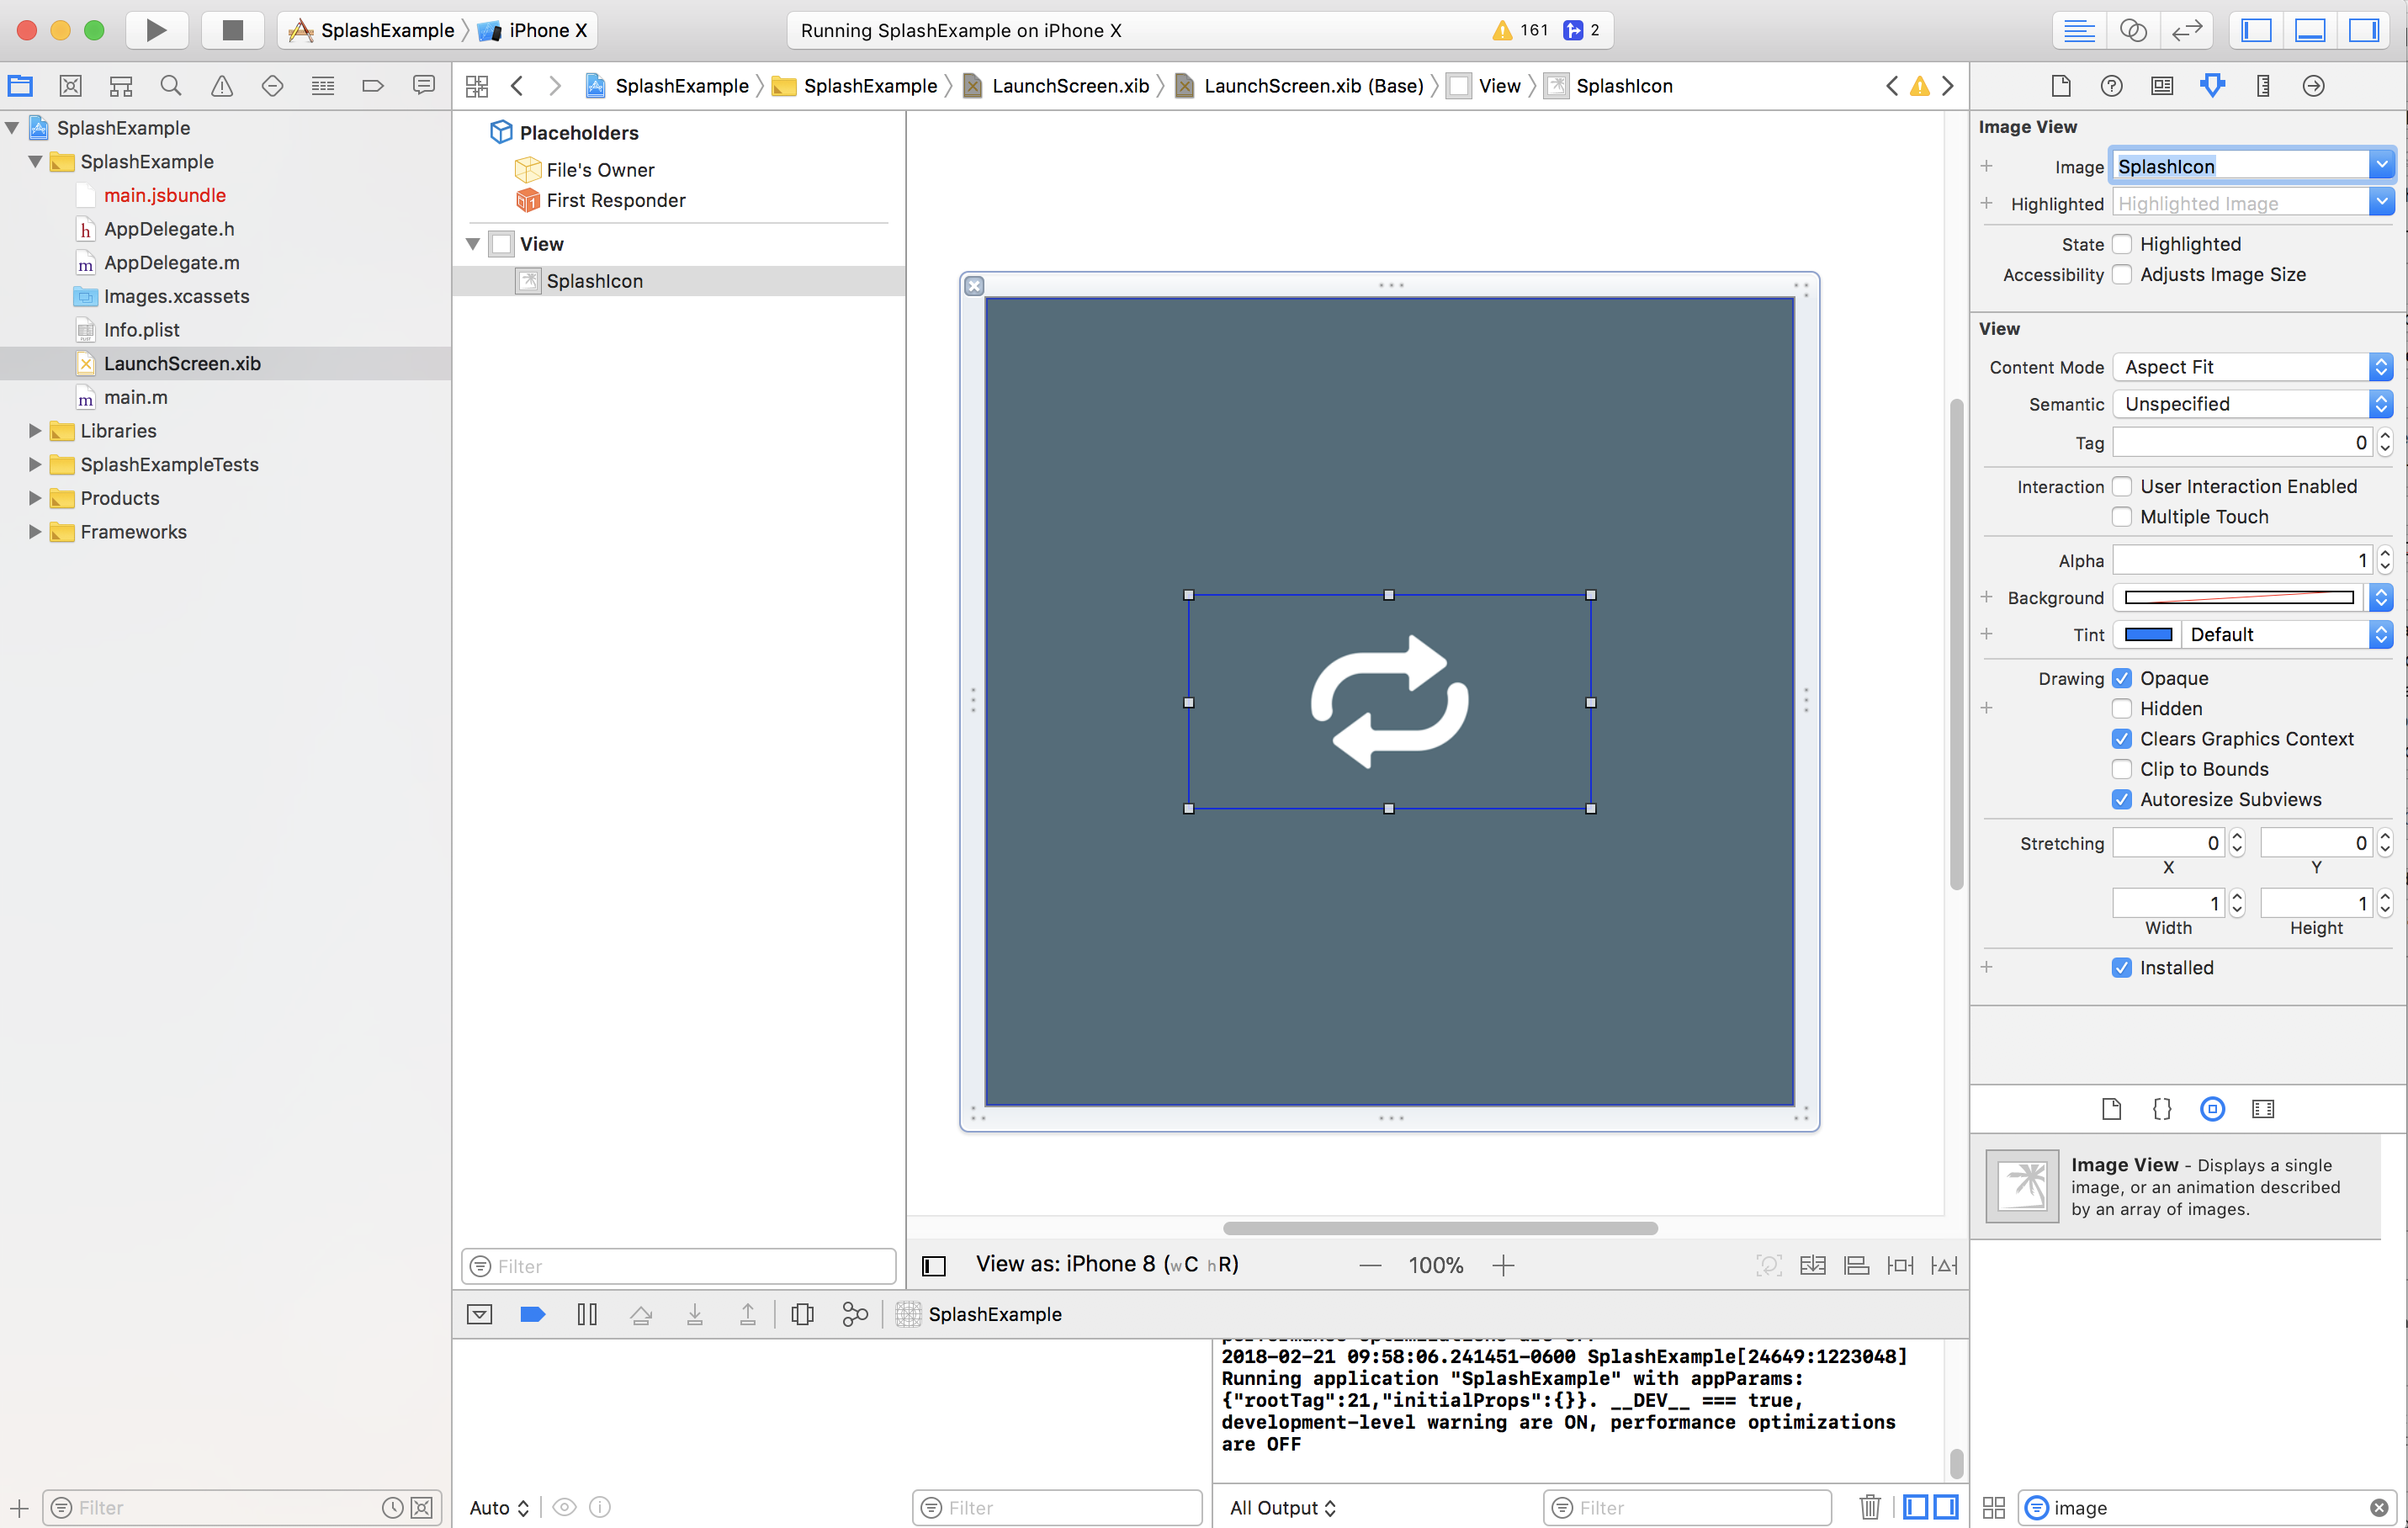 SplashExample iPhone X
Running SplashExample on iPhone X
161 2
SplashExample SplashExample LaunchScreen.xib LaunchScreen.xib (Base) View SplashIcon
SplashExample
SplashExample
main.jsbundle
h AppDelegate.h
m AppDelegate.m
Images.xcassets
Info.plist
LaunchScreen.xib
m main.m
Libraries
SplashExampleTests
Products
Frameworks
Filter
Placeholders
File's Owner
1 First Responder
View
SplashIcon
Filter
View as: iPhone 8 (wC hR)
100%
SplashExample
2018-02-21 09:58:06.241451-0600 SplashExample[24649:1223048]
Running application "SplashExample" with appParams:
{"rootTag":21,"initialProps":{}}. __DEV__ === true,
development-level warning are ON, performance optimizations
are OFF
Auto
Filter
All Output
Filter
Image View
Image SplashIcon
Highlighted Highlighted Image
State Highlighted
Accessibility Adjusts Image Size
View
Content Mode Aspect Fit
Semantic Unspecified
Tag 0
Interaction User Interaction Enabled
Multiple Touch
Alpha 1
Background
Tint Default
Drawing Opaque
Hidden
Clears Graphics Context
Clip to Bounds
Autoresize Subviews
Stretching 0 0
X Y
1 1
Width Height
Installed
{}
Image View - Displays a single
image, or an animation described
by an array of images.
image